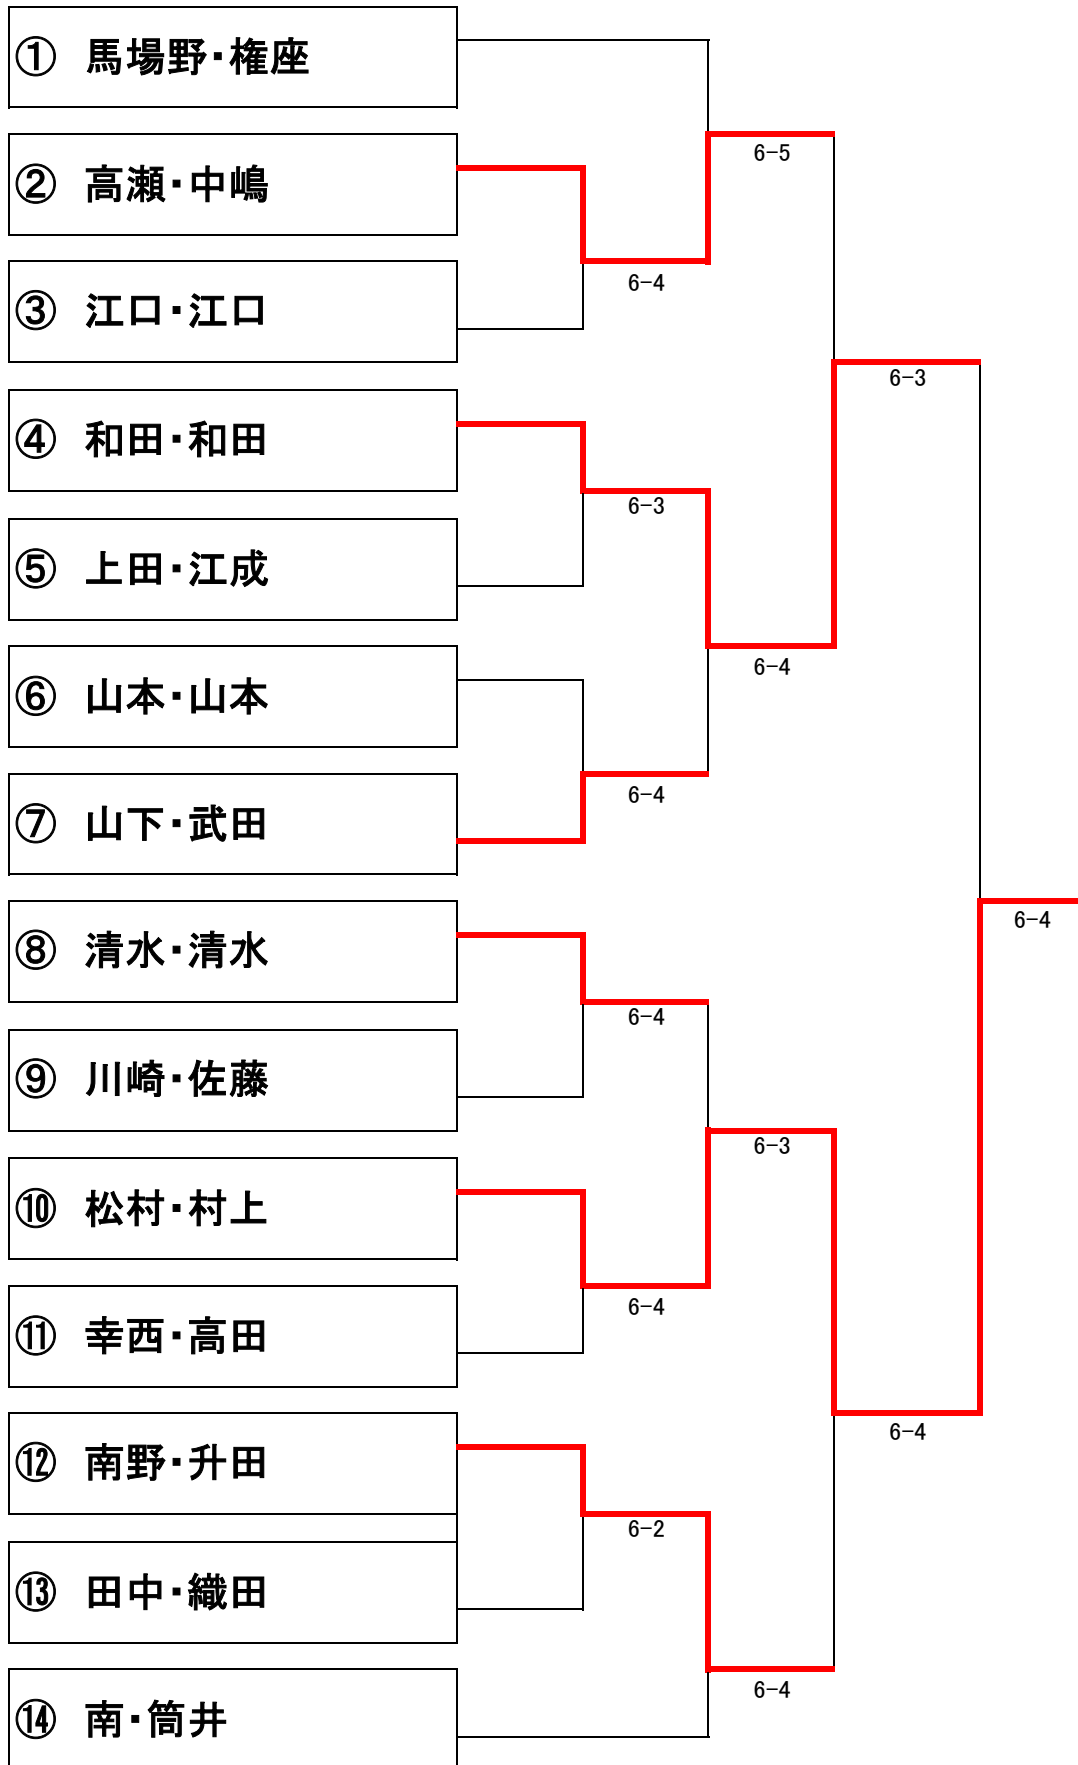 ① 馬場野・権座
6-5
② 高瀬・中嶋
6-4
③ 江口・江口
6-3
④ 和田・和田
6-3
⑤ 上田・江成
6-4
⑥ 山本・山本
6-4
⑦ 山下・武田
6-4
⑧ 清水・清水
6-4
⑨ 川崎・佐藤
6-3
⑩ 松村・村上
6-4
⑪ 幸西・高田
6-4
⑫ 南野・升田
6-2
⑬ 田中・織田
6-4
⑭ 南・筒井